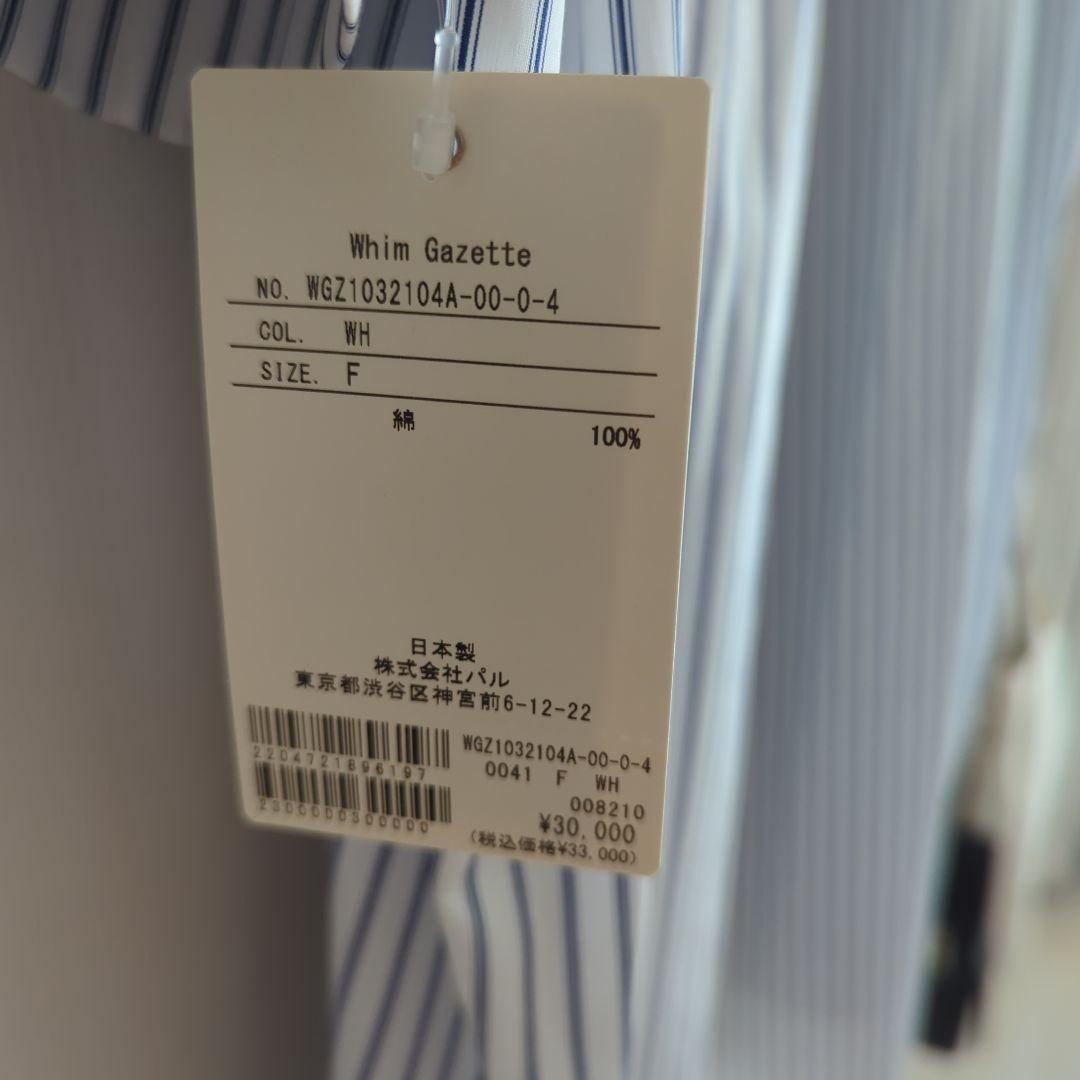 Whim Gazette
NO. WGZ1032104A-00-0-4
COL. WH
SIZE. F
綿 100%
日本製
株式会社パル
東京都渋谷区神宮前6-12-22
2204721896197
2300000300000
WGZ1032104A-00-0-4
0041 F WH
008210
¥30,000
(税込価格¥33,000)